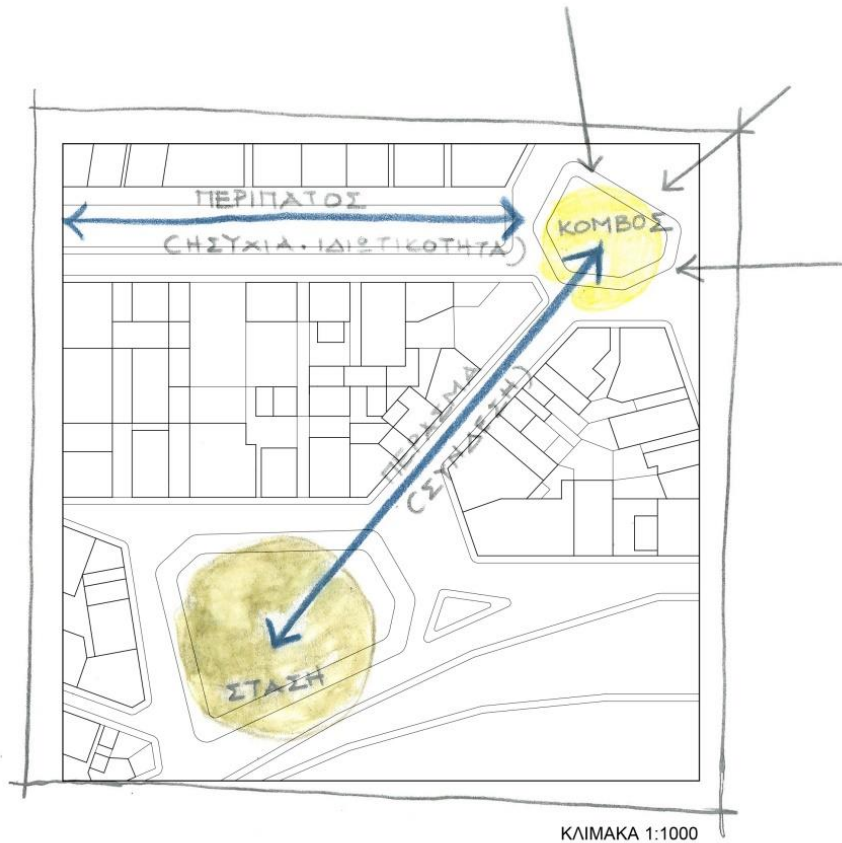 ΠΕΡΙΠΑΤΟΣ
(ΗΣΥΧΙΑ . ΙΔΙΩΤΙΚΟΤΗΤΑ)
ΚΟΜΒΟΣ
ΠΕΡΑΣΜΑ
(ΣΥΝΔΕΣΗ)
ΣΤΑΣΗ
ΚΛΙΜΑΚΑ 1:1000